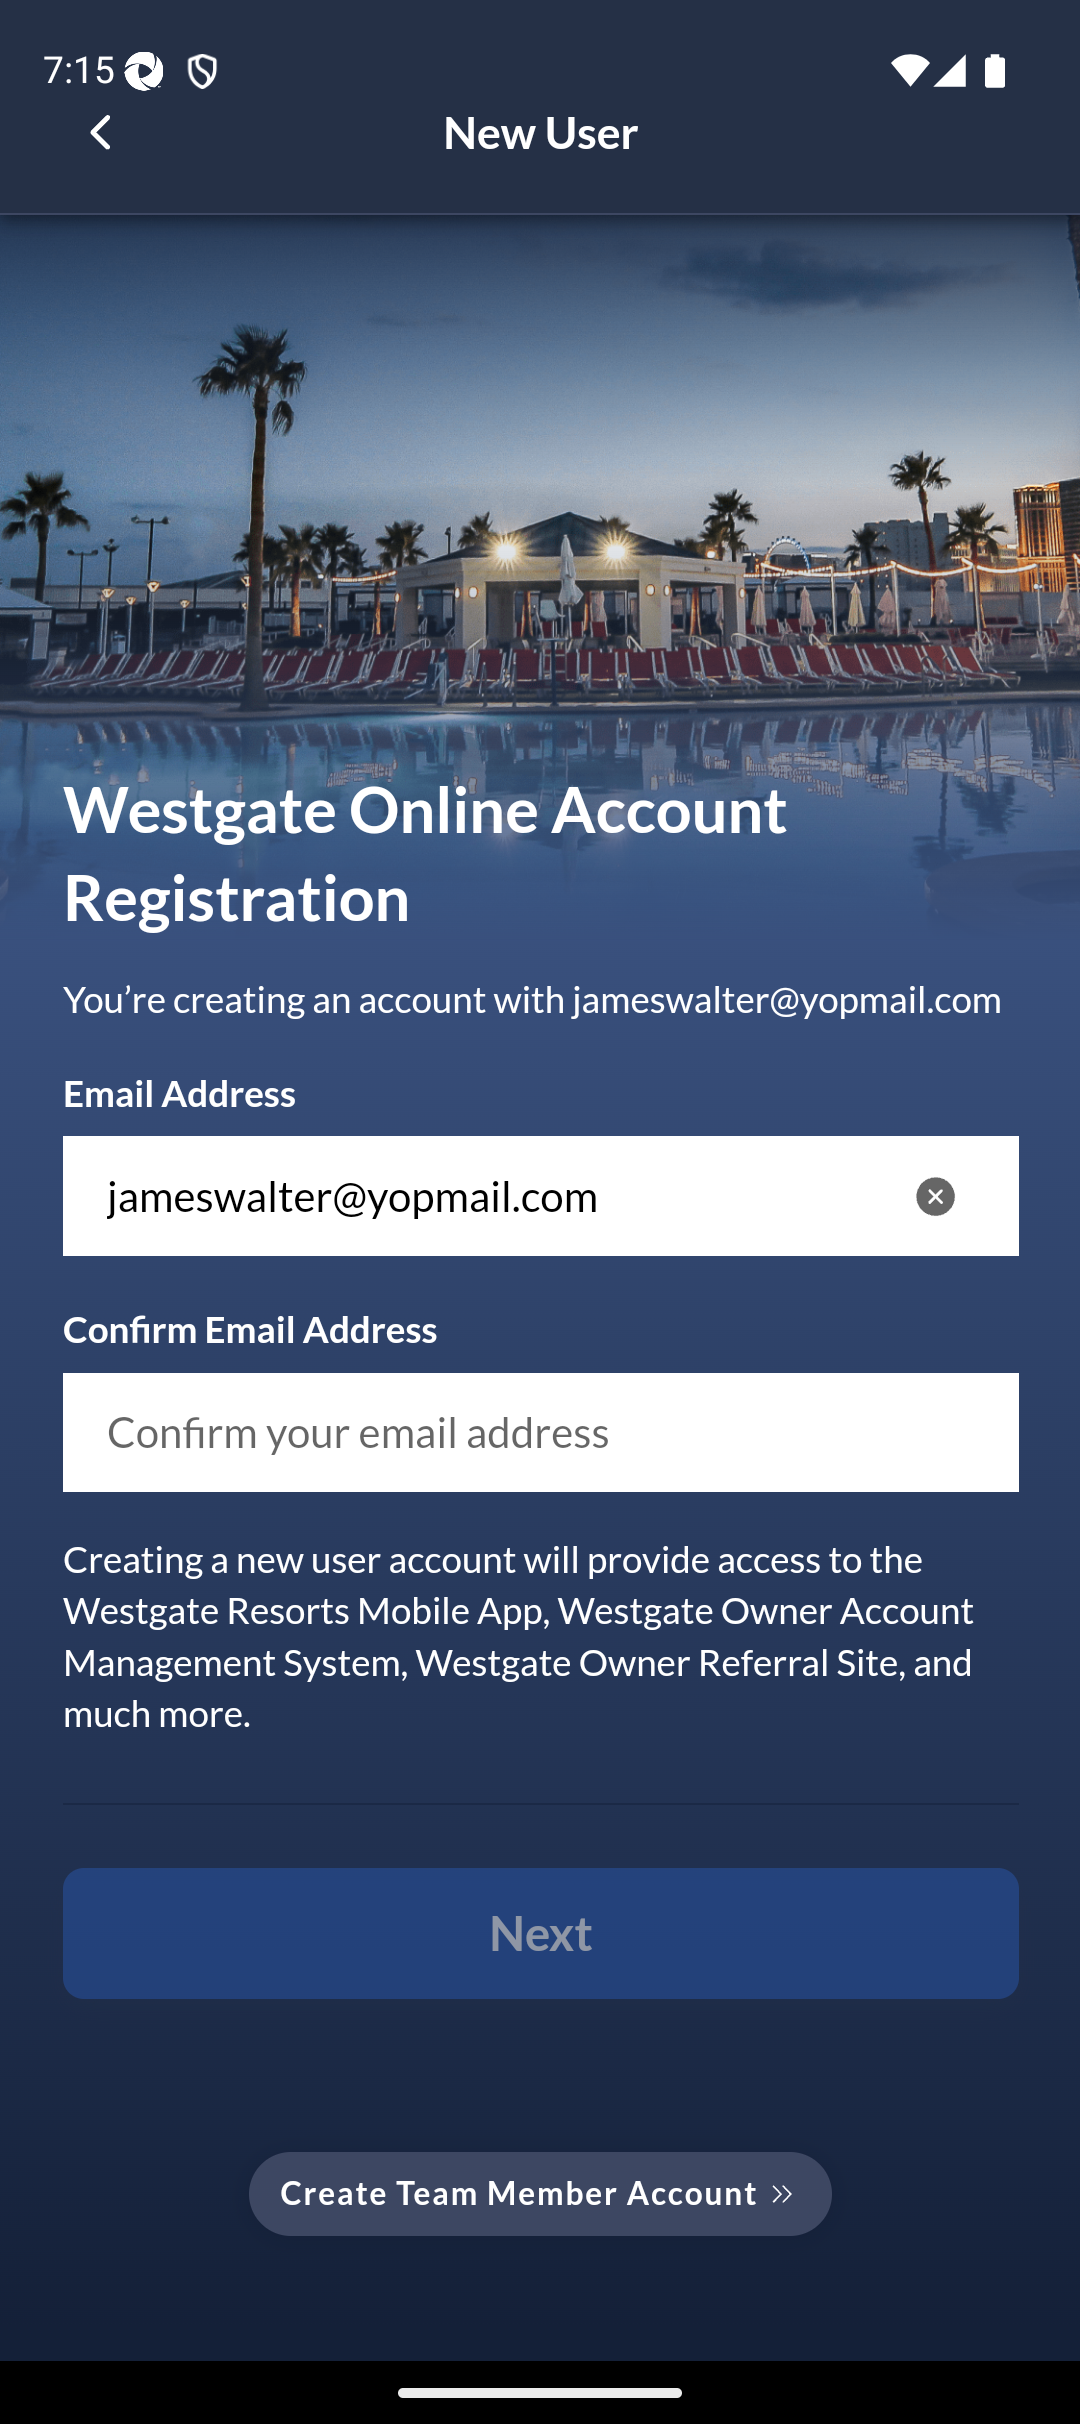 7:15
New User
Westgate Online Account
Registration
You’re creating an account with jameswalter@yopmail.com
Email Address
jameswalter@yopmail.com
Confirm Email Address
Confirm your email address
Creating a new user account will provide access to the
Westgate Resorts Mobile App, Westgate Owner Account
Management System, Westgate Owner Referral Site, and
much more.
Next
Create Team Member Account